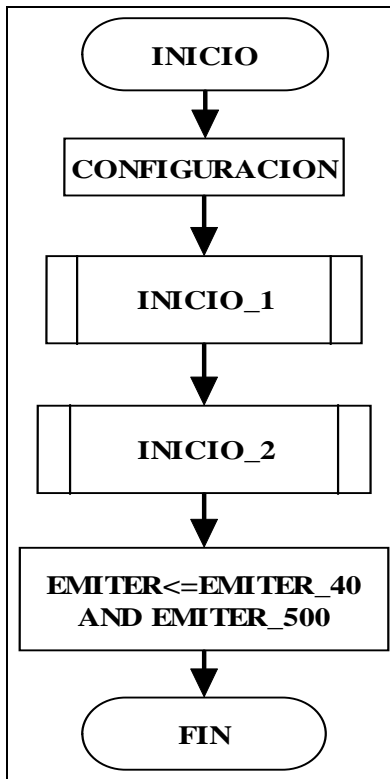 INICIO
CONFIGURACION
INICIO_1
INICIO_2
EMITER<=EMITER_40
AND EMITER_500
FIN